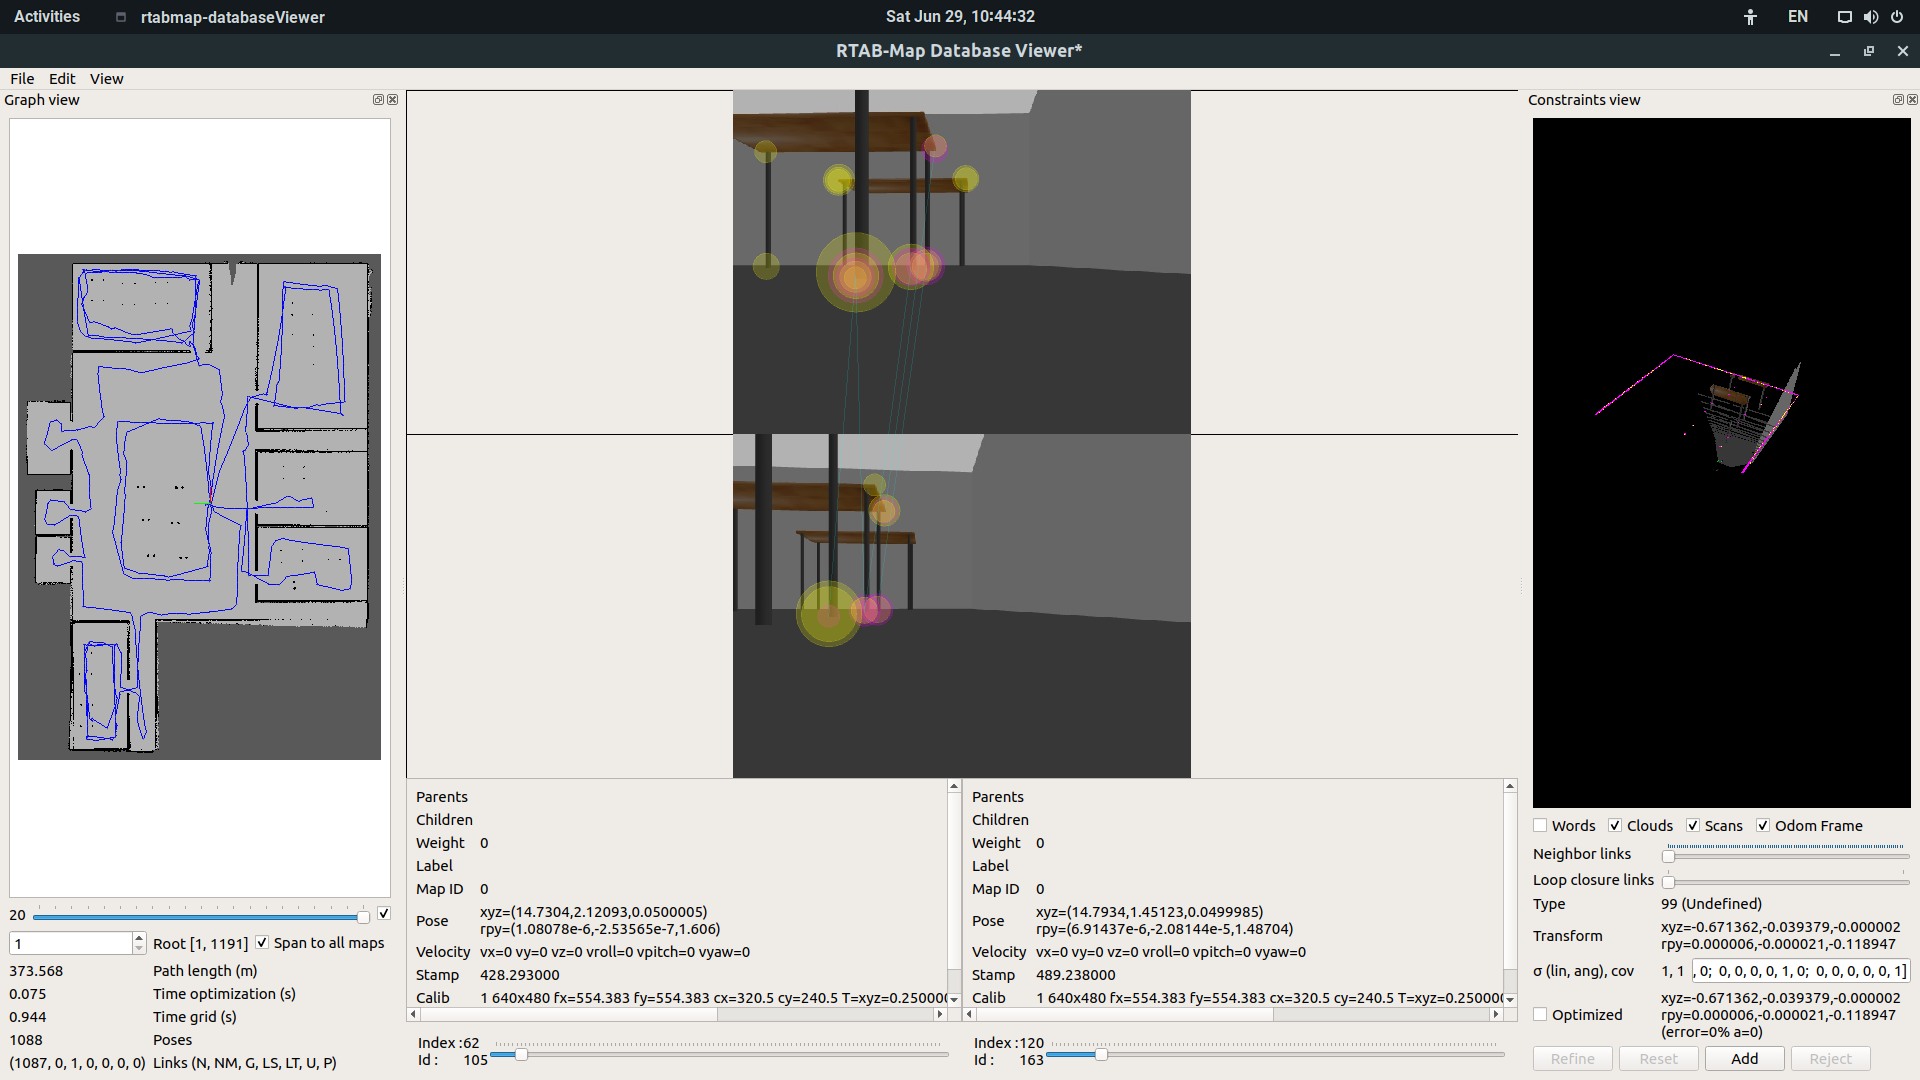 Activities
rtabmap-databaseViewer
Sat Jun 29, 10:44:32
EN
RTAB-Map Database Viewer*
File Edit View
Graph view
20
1
Root [1, 1191]
Span to all maps
373.568 Path length (m)
0.075 Time optimization (s)
0.944 Time grid (s)
1088 Poses
(1087, 0, 1, 0, 0, 0, 0) Links (N, NM, G, LS, LT, U, P)
Parents
Children
Weight 0
Label
Map ID 0
Pose xyz=(14.7304,2.12093,0.0500005)
rpy=(1.08078e-6,-2.53565e-7,1.606)
Velocity vx=0 vy=0 vz=0 vroll=0 vpitch=0 vyaw=0
Stamp 428.293000
Calib 1 640x480 fx=554.383 fy=554.383 cx=320.5 cy=240.5 T=xyz=0.250000
Index :62
Id : 105
Parents
Children
Weight 0
Label
Map ID 0
Pose xyz=(14.7934,1.45123,0.0499985)
rpy=(6.91437e-6,-2.08144e-5,1.48704)
Velocity vx=0 vy=0 vz=0 vroll=0 vpitch=0 vyaw=0
Stamp 489.238000
Calib 1 640x480 fx=554.383 fy=554.383 cx=320.5 cy=240.5 T=xyz=0.250000
Index :120
Id : 163
Constraints view
Words Clouds Scans Odom Frame
Neighbor links
Loop closure links
Type 99 (Undefined)
Transform xyz=-0.671362,-0.039379,-0.000002
rpy=0.000006,-0.000021,-0.118947
σ (lin, ang), cov 1, 1 , 0; 0, 0, 0, 0, 1, 0; 0, 0, 0, 0, 0, 1]
Optimized xyz=-0.671362,-0.039379,-0.000002
rpy=0.000006,-0.000021,-0.118947
(error=0% a=0)
Refine Reset Add Reject